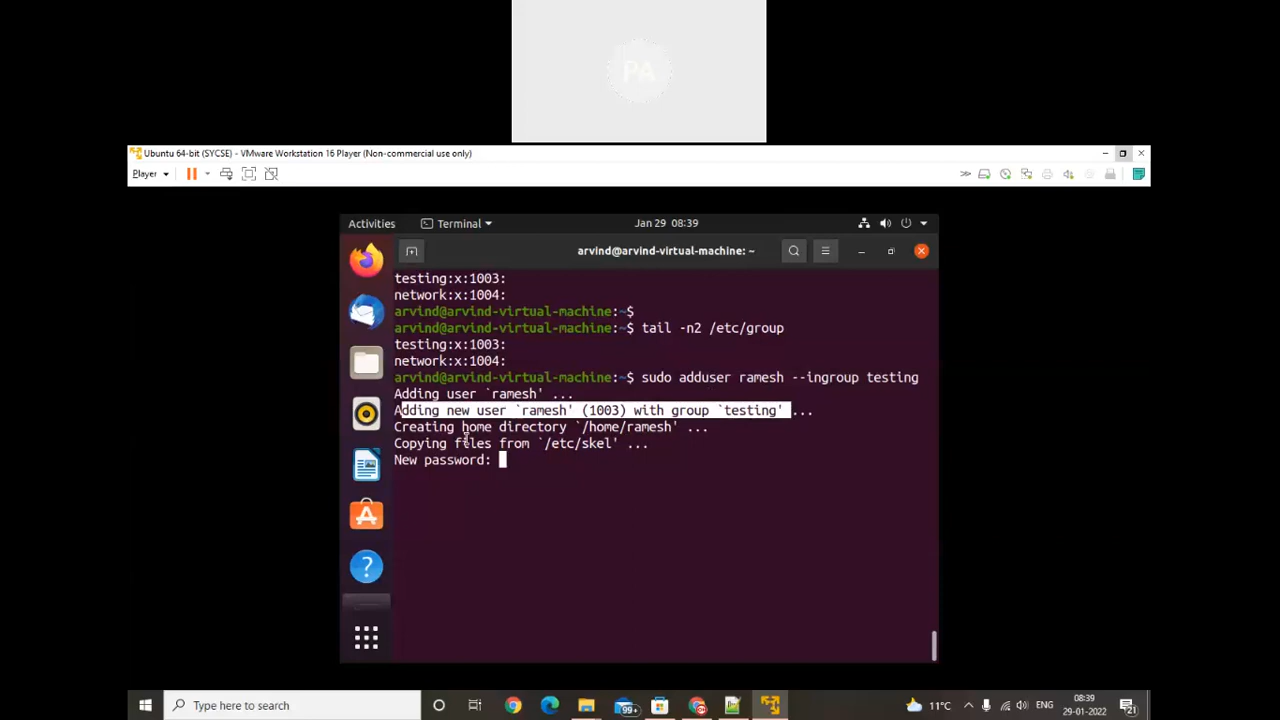 PA
Ubuntu 64-bit (SYCSE) - VMware Workstation 16 Player (Non-commercial use only)
Player
Activities
Terminal
Jan 29 08:39
arvind@arvind-virtual-machine: ~
testing:x:1003:
network:x:1004:
arvind@arvind-virtual-machine:~$
arvind@arvind-virtual-machine:~$ tail -n2 /etc/group
testing:x:1003:
network:x:1004:
arvind@arvind-virtual-machine:~$ sudo adduser ramesh --ingroup testing
Adding user `ramesh' ...
Adding new user `ramesh' (1003) with group `testing' ...
Creating home directory `/home/ramesh' ...
Copying files from `/etc/skel' ...
New password:
Type here to search
99+
11°C
ENG
08:39
29-01-2022
21